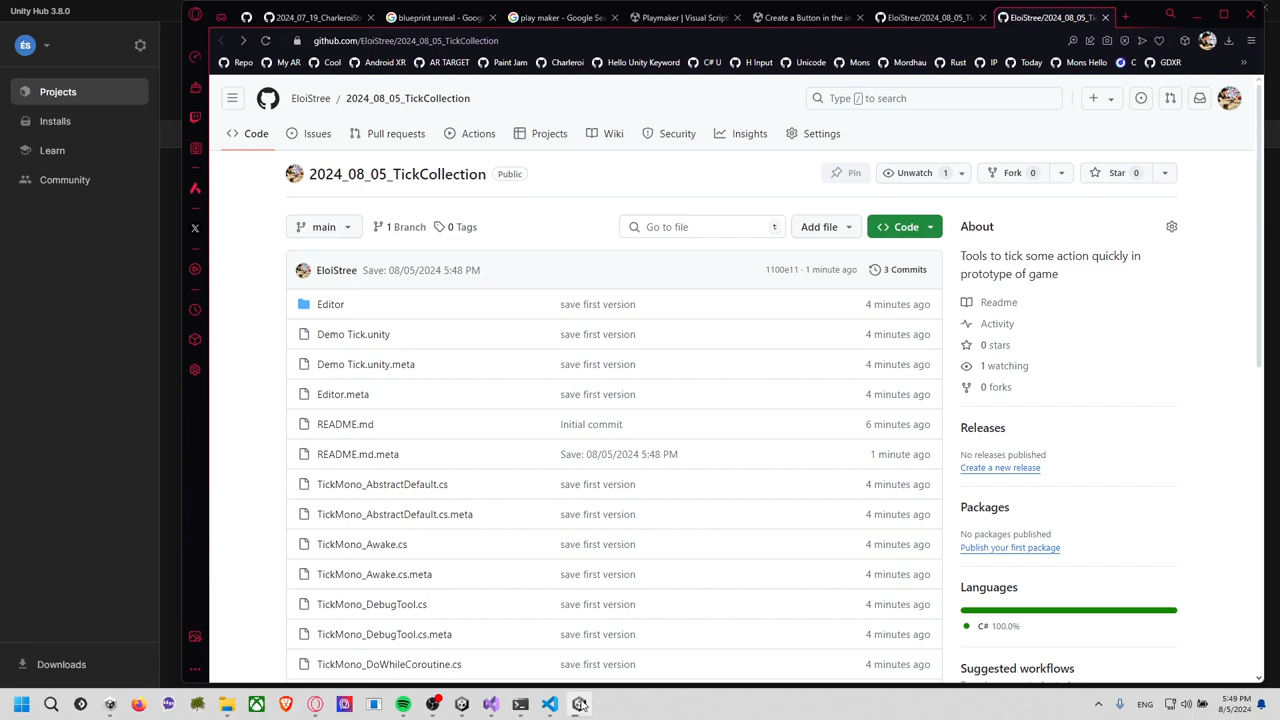 Unity Hub 3.8.0
ES
Projects
Installs
Learn
Community
Downloads
2024_07_19_CharleroiSt
blueprint unreal - Goog
play maker - Google Se
Playmaker | Visual Script
Create a Button in the in
EloiStree/2024_08_05_Ti
EloiStree/2024_08_05_T
github.com/EloiStree/2024_08_05_TickCollection
Repo
My AR
Cool
Android XR
AR TARGET
Paint Jam
Charleroi
Hello Unity Keyword
C# U
H Input
Unicode
Mons
Mordhau
Rust
IP
Today
Mons Hello
C
GDXR
EloiStree / 2024_08_05_TickCollection
Type / to search
Code
Issues
Pull requests
Actions
Projects
Wiki
Security
Insights
Settings
2024_08_05_TickCollection
Public
Pin
Unwatch 1
Fork 0
Star 0
main
1 Branch
0 Tags
Go to file
t
Add file
Code
EloiStree Save: 08/05/2024 5:48 PM
1100e11 · 1 minute ago
3 Commits
Editor save first version 4 minutes ago
Demo Tick.unity save first version 4 minutes ago
Demo Tick.unity.meta save first version 4 minutes ago
Editor.meta save first version 4 minutes ago
README.md Initial commit 6 minutes ago
README.md.meta Save: 08/05/2024 5:48 PM 1 minute ago
TickMono_AbstractDefault.cs save first version 4 minutes ago
TickMono_AbstractDefault.cs.meta save first version 4 minutes ago
TickMono_Awake.cs save first version 4 minutes ago
TickMono_Awake.cs.meta save first version 4 minutes ago
TickMono_DebugTool.cs save first version 4 minutes ago
TickMono_DebugTool.cs.meta save first version 4 minutes ago
TickMono_DoWhileCoroutine.cs save first version 4 minutes ago
About
Tools to tick some action quickly in
prototype of game
Readme
Activity
0 stars
1 watching
0 forks
Releases
No releases published
Create a new release
Packages
No packages published
Publish your first package
Languages
C# 100.0%
Suggested workflows
ENG
5:49 PM
8/5/2024